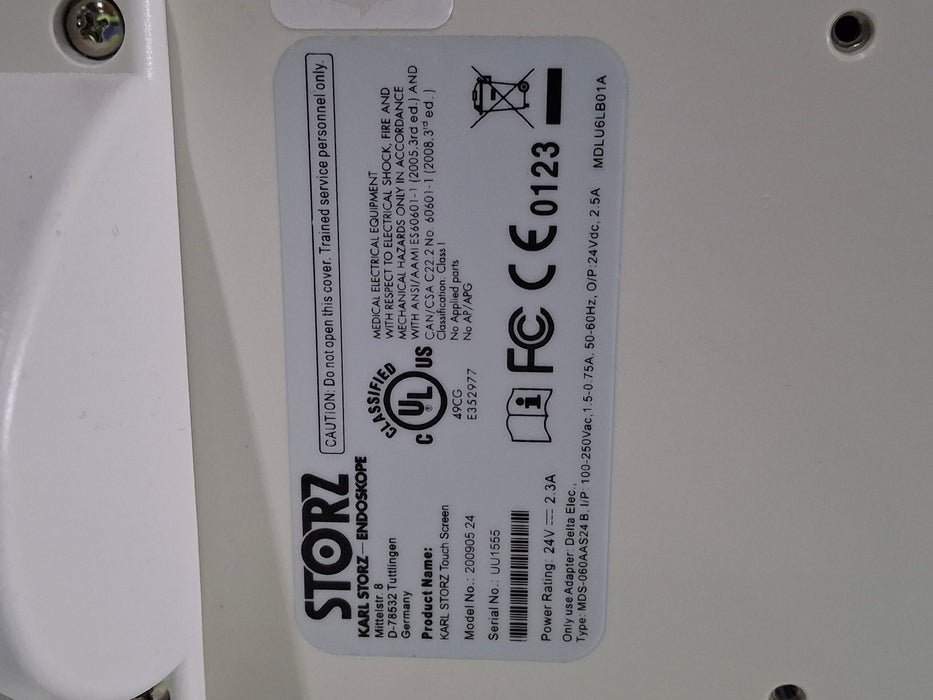 STORZ
KARL STORZ — ENDOSKOPE
Mittelstr. 8
D-78532 Tuttlingen
Germany
Product Name:
KARL STORZ Touch Screen
Model No.: 200905 24
Serial No.: UU1555
Power Rating: 24V 2.3A
Only use Adapter: Delta Elec.,
Type: MDS-060AAS24 B, I/P: 100-250Vac,1.5-0.75A, 50-60Hz, O/P:24Vdc, 2.5A
CAUTION: Do not open this cover. Trained service personnel only.
CLASSIFIED
C UL US
®
49CG
E352977
MEDICAL ELECTRICAL EQUIPMENT
WITH RESPECT TO ELECTRICAL SHOCK, FIRE AND
MECHANICAL HAZARDS ONLY IN ACCORDANCE
WITH ANSI/AAMI ES60601-1 (2005,3rd ed.) AND
CAN/CSA C22.2 No. 60601-1 (2008,3rd ed.)
Classification: Class I
No Applied parts
No AP/APG
i FC CE 0123
MDLU6LB01A